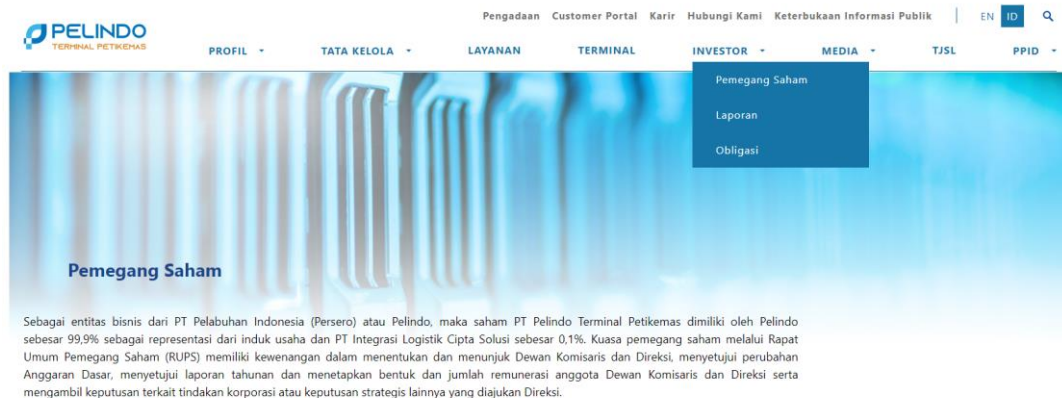 Pengadaan Customer Portal Karir Hubungi Kami Keterbukaan Informasi Publik | EN ID
PELINDO
TERMINAL PETIKEMAS
PROFIL TATA KELOLA LAYANAN TERMINAL INVESTOR MEDIA TJSL PPID
Pemegang Saham
Laporan
Obligasi
Pemegang Saham
Sebagai entitas bisnis dari PT Pelabuhan Indonesia (Persero) atau Pelindo, maka saham PT Pelindo Terminal Petikemas dimiliki oleh Pelindo
sebesar 99,9% sebagai representasi dari induk usaha dan PT Integrasi Logistik Cipta Solusi sebesar 0,1%. Kuasa pemegang saham melalui Rapat
Umum Pemegang Saham (RUPS) memiliki kewenangan dalam menentukan dan menunjuk Dewan Komisaris dan Direksi, menyetujui perubahan
Anggaran Dasar, menyetujui laporan tahunan dan menetapkan bentuk dan jumlah remunerasi anggota Dewan Komisaris dan Direksi serta
mengambil keputusan terkait tindakan korporasi atau keputusan strategis lainnya yang diajukan Direksi.